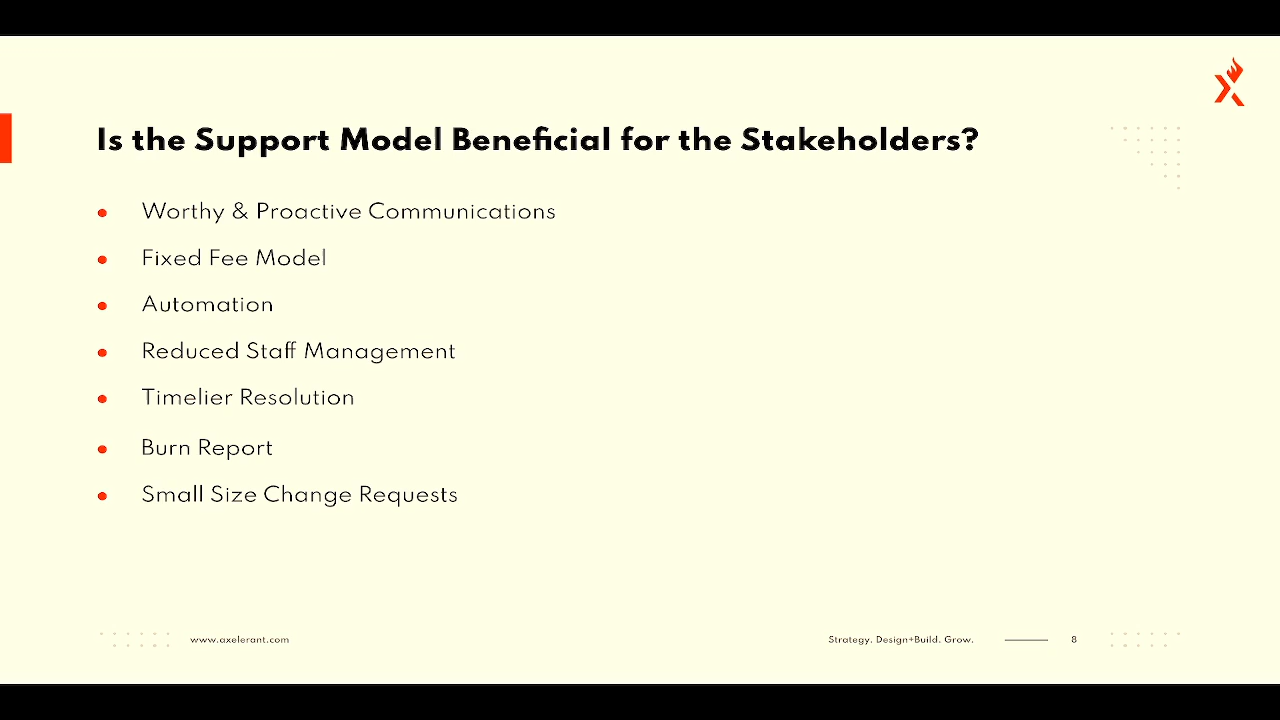 Is the Support Model Beneficial for the Stakeholders?
Worthy & Proactive Communications
Fixed Fee Model
Automation
Reduced Staff Management
Timelier Resolution
Burn Report
Small Size Change Requests
www.axelerant.com
Strategy. Design+Build. Grow.
8